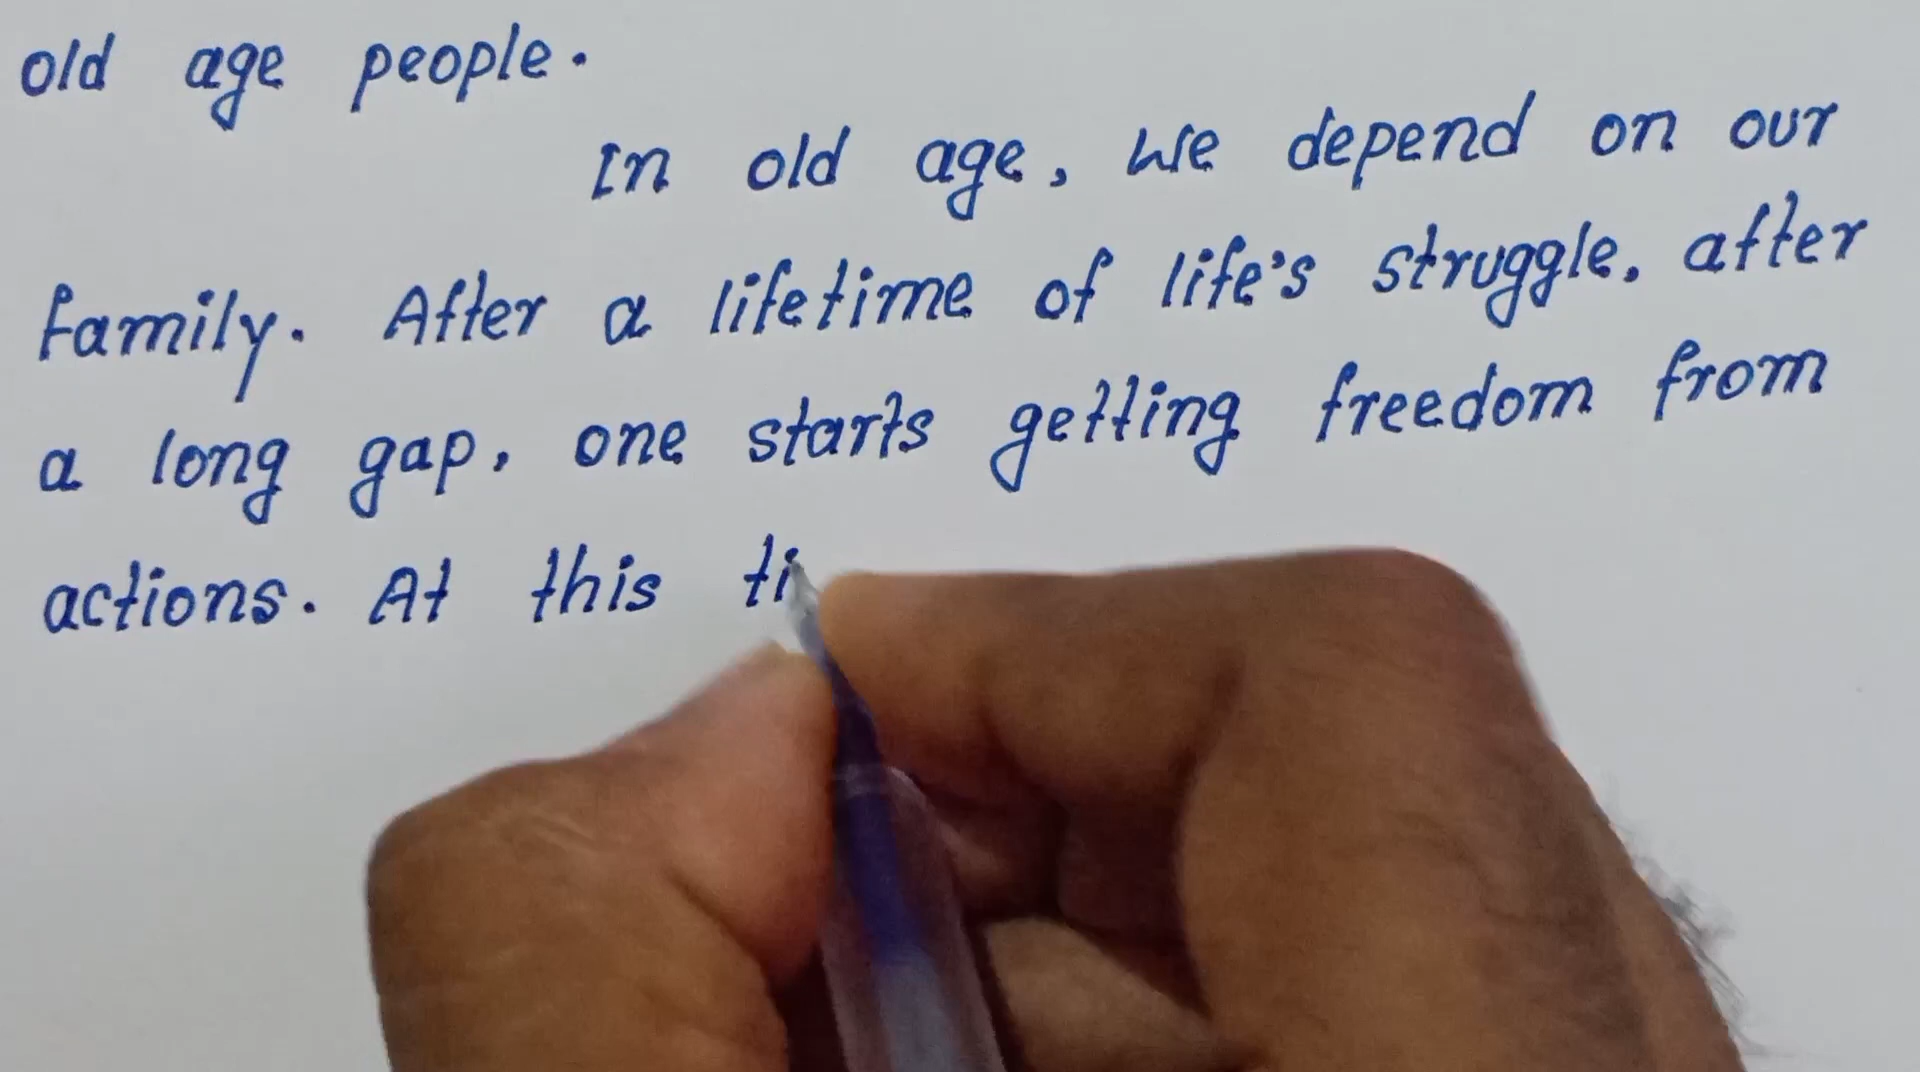 old age people.
In old age, we depend on our
family. After a lifetime of life's struggle, after
a long gap, one starts getting freedom from
actions. At this ti